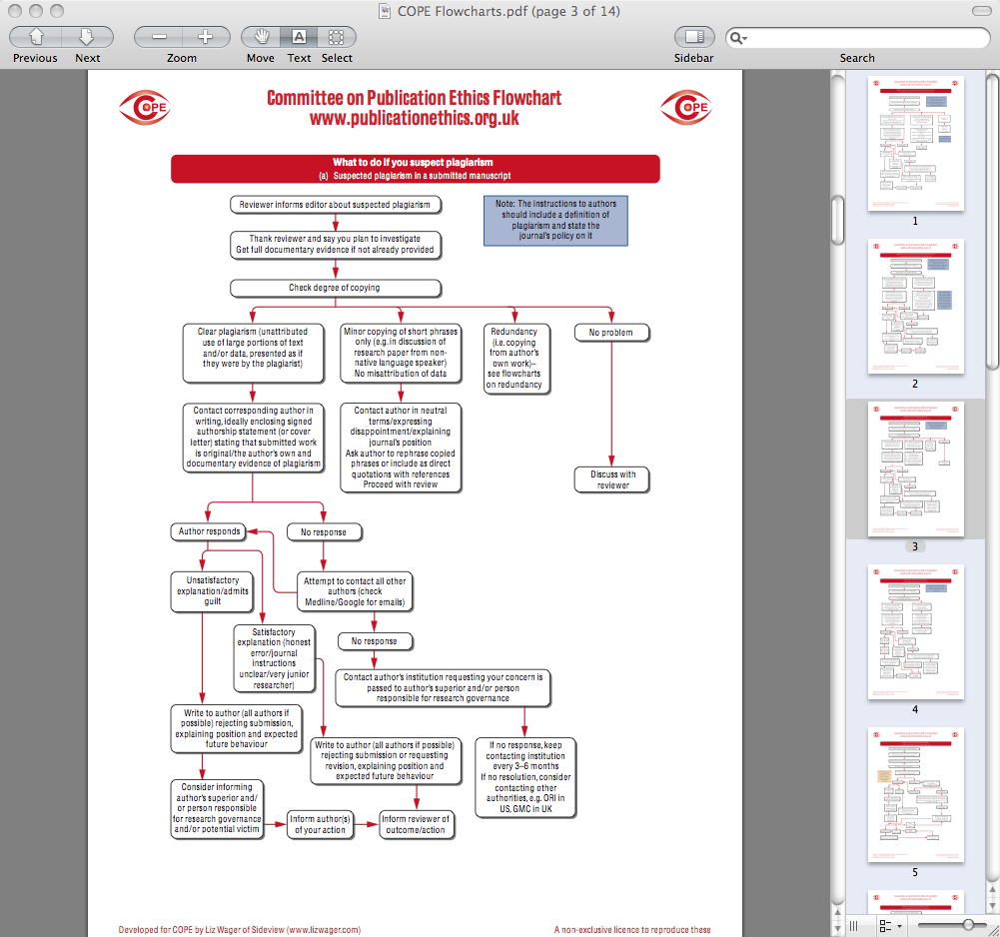 COPE Flowcharts.pdf (page 3 of 14)
Previous
Next
Zoom
Move
Text
Select
Sidebar
Search
COPE
Committee on Publication Ethics Flowchart
www.publicationethics.org.uk
COPE
What to do if you suspect plagiarism
(a) Suspected plagiarism in a submitted manuscript
Reviewer informs editor about suspected plagiarism
Note: The instructions to authors
should include a definition of
plagiarism and state the
journal's policy on it
Thank reviewer and say you plan to investigate
Get full documentary evidence if not already provided
Check degree of copying
Clear plagiarism (unattributed
use of large portions of text
and/or data, presented as if
they were by the plagiarist)
Minor copying of short phrases
only (e.g. in discussion of
research paper from non-
native language speaker)
No misattribution of data
Redundancy
(i.e. copying
from author's
own work)–
see flowcharts
on redundancy
No problem
Contact corresponding author in
writing, ideally enclosing signed
authorship statement (or cover
letter) stating that submitted work
is original/the author's own and
documentary evidence of plagiarism
Contact author in neutral
terms/expressing
disappointment/explaining
journal's position
Ask author to rephrase copied
phrases or include as direct
quotations with references
Proceed with review
Discuss with
reviewer
Author responds
No response
Unsatisfactory
explanation/admits
guilt
Attempt to contact all other
authors (check
Medline/Google for emails)
Satisfactory
explanation (honest
error/journal
instructions
unclear/very junior
researcher)
No response
Contact author's institution requesting your concern is
passed to author's superior and/or person
responsible for research governance
Write to author (all authors if
possible) rejecting submission,
explaining position and expected
future behaviour
Write to author (all authors if possible)
rejecting submission or requesting
revision, explaining position and
expected future behaviour
If no response, keep
contacting institution
every 3–6 months
If no resolution, consider
contacting other
authorities, e.g. ORI in
US, GMC in UK
Consider informing
author's superior and/
or person responsible
for research governance
and/or potential victim
Inform author(s)
of your action
Inform reviewer of
outcome/action
Developed for COPE by Liz Wager of Sideview (www.lizwager.com)
A non-exclusive licence to reproduce these
1
2
3
4
5